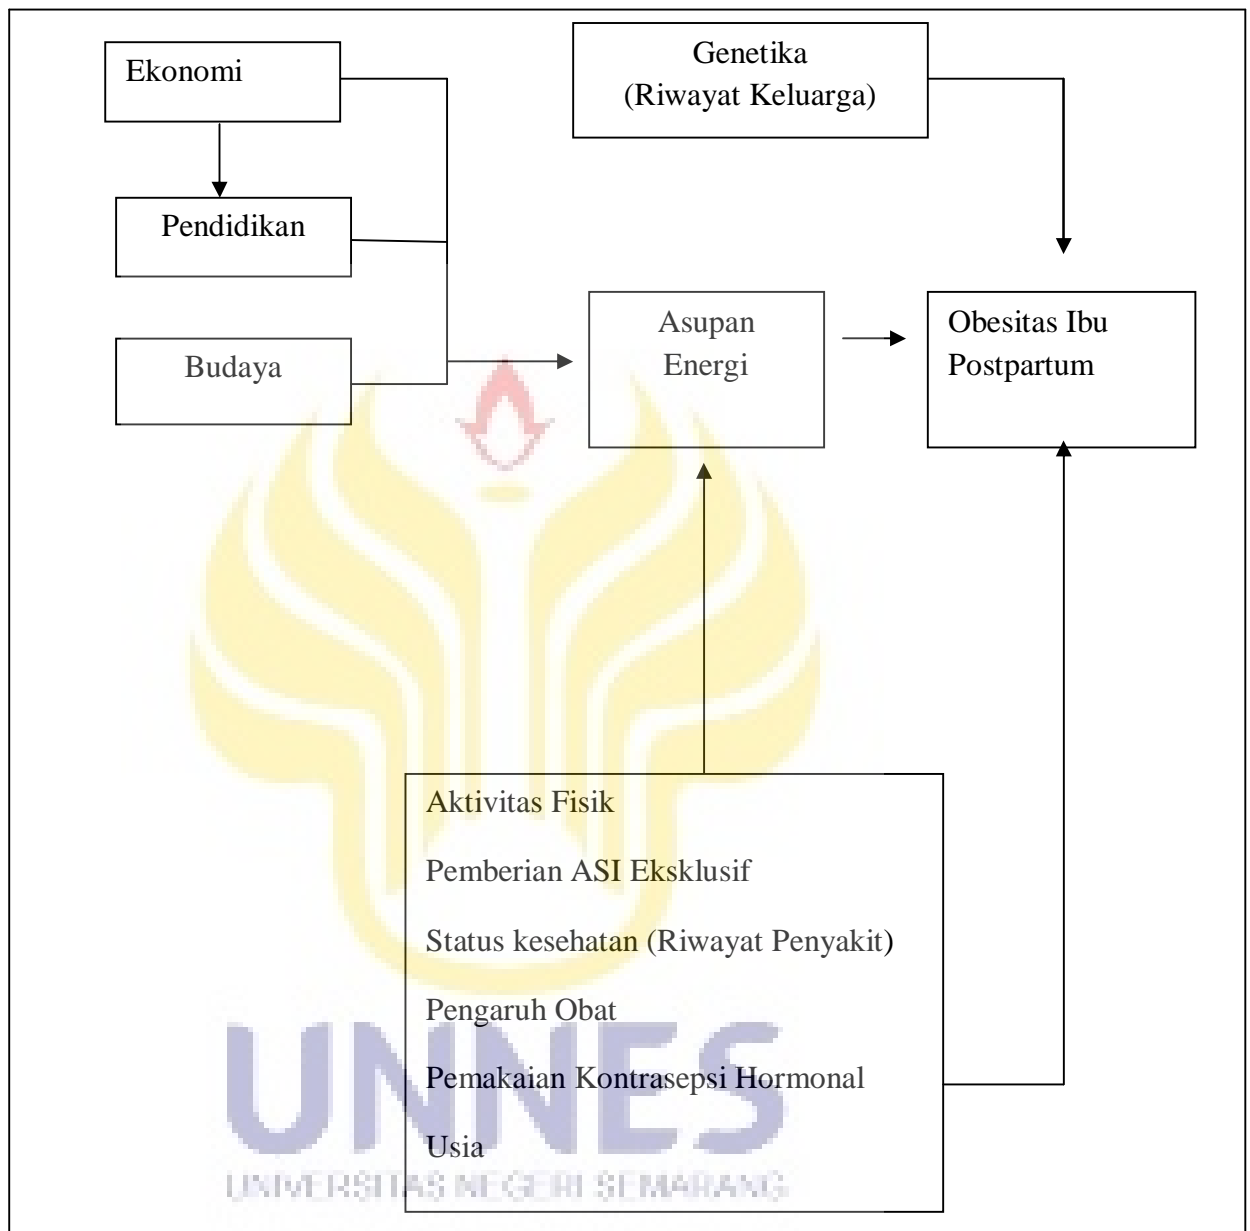 Ekonomi
Genetika
(Riwayat Keluarga)
Pendidikan
Budaya
Asupan
Energi
Obesitas Ibu
Postpartum
Aktivitas Fisik
Pemberian ASI Eksklusif
Status kesehatan (Riwayat Penyakit)
Pengaruh Obat
Pemakaian Kontrasepsi Hormonal
Usia
UNNES
UNIVERSITAS NEGERI SEMARANG